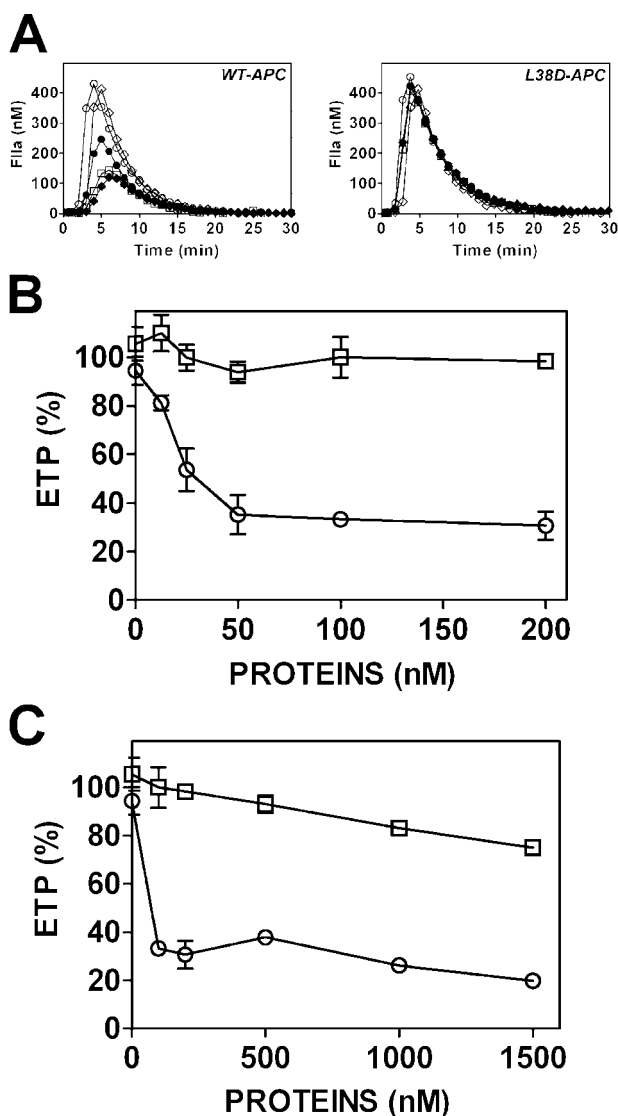 A
WT-APC
L38D-APC
FIIa (nM)
400
300
200
100
0
0 5 10 15 20 25 30
Time (min)
FIIa (nM)
400
300
200
100
0
0 5 10 15 20 25 30
Time (min)
B
ETP (%)
100
80
60
40
20
0
0 50 100 150 200
PROTEINS (nM)
C
ETP (%)
100
80
60
40
20
0
0 500 1000 1500
PROTEINS (nM)